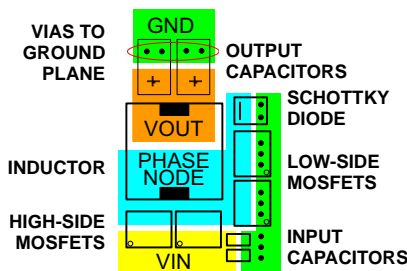 GND
VIAS TO
GROUND
PLANE
OUTPUT
CAPACITORS
+ +
VOUT
SCHOTTKY
DIODE
INDUCTOR
PHASE
NODE
LOW-SIDE
MOSFETS
HIGH-SIDE
MOSFETS
VIN
INPUT
CAPACITORS